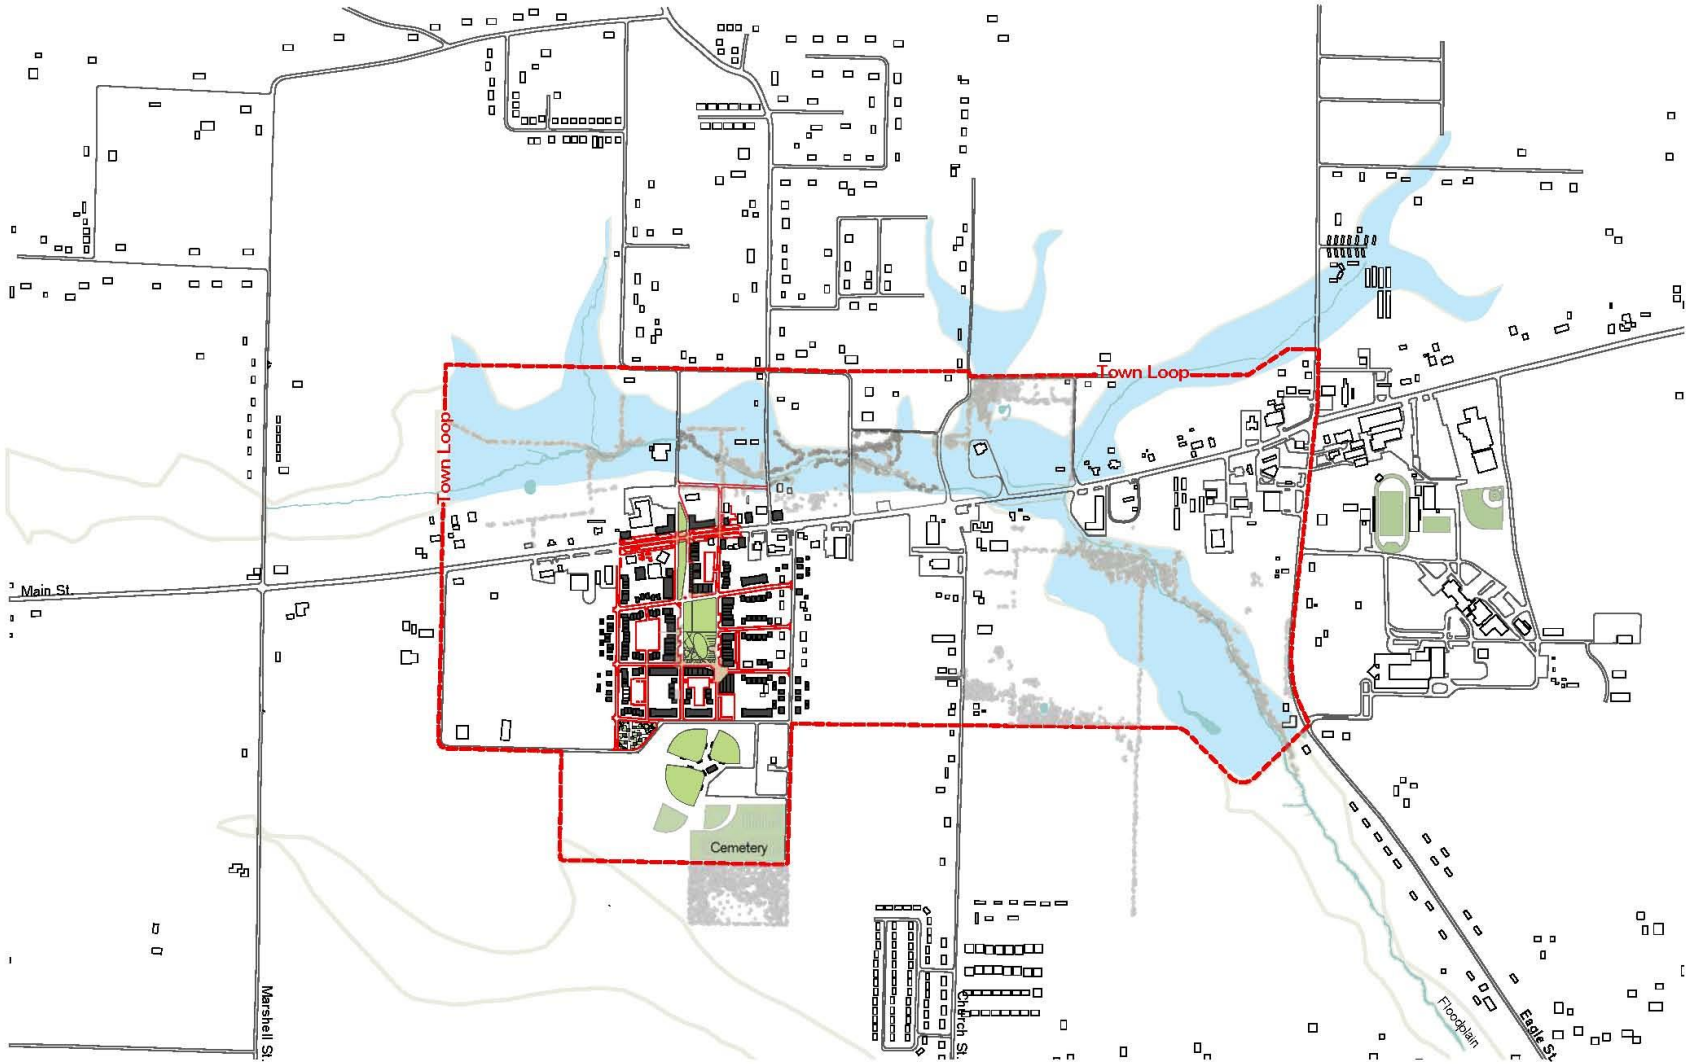 Town Loop
Town Loop
Main St.
Cemetery
Marshell St.
Church St.
Floodplain
Eagle St.